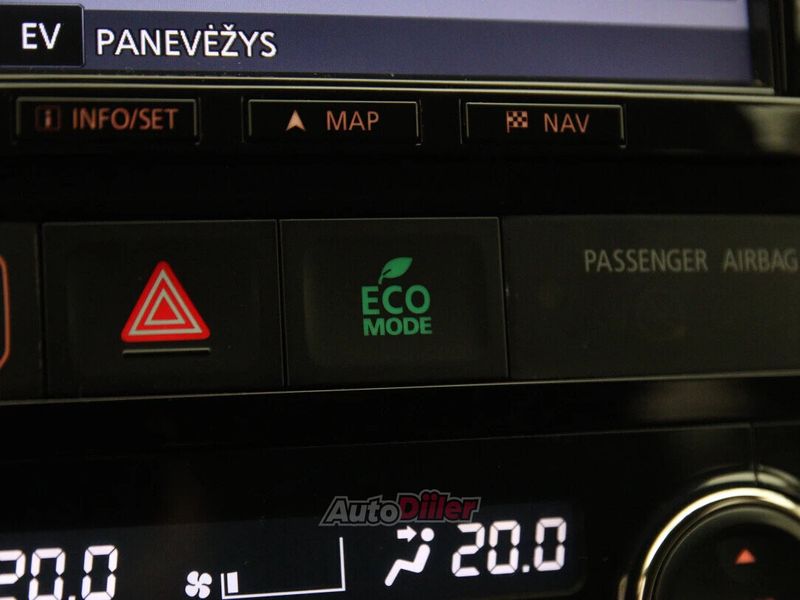 EV PANEVĖŽYS
INFO/SET MAP NAV
PASSENGER AIRBAG
ECO
MODE
AutoDiller
20.0 20.0